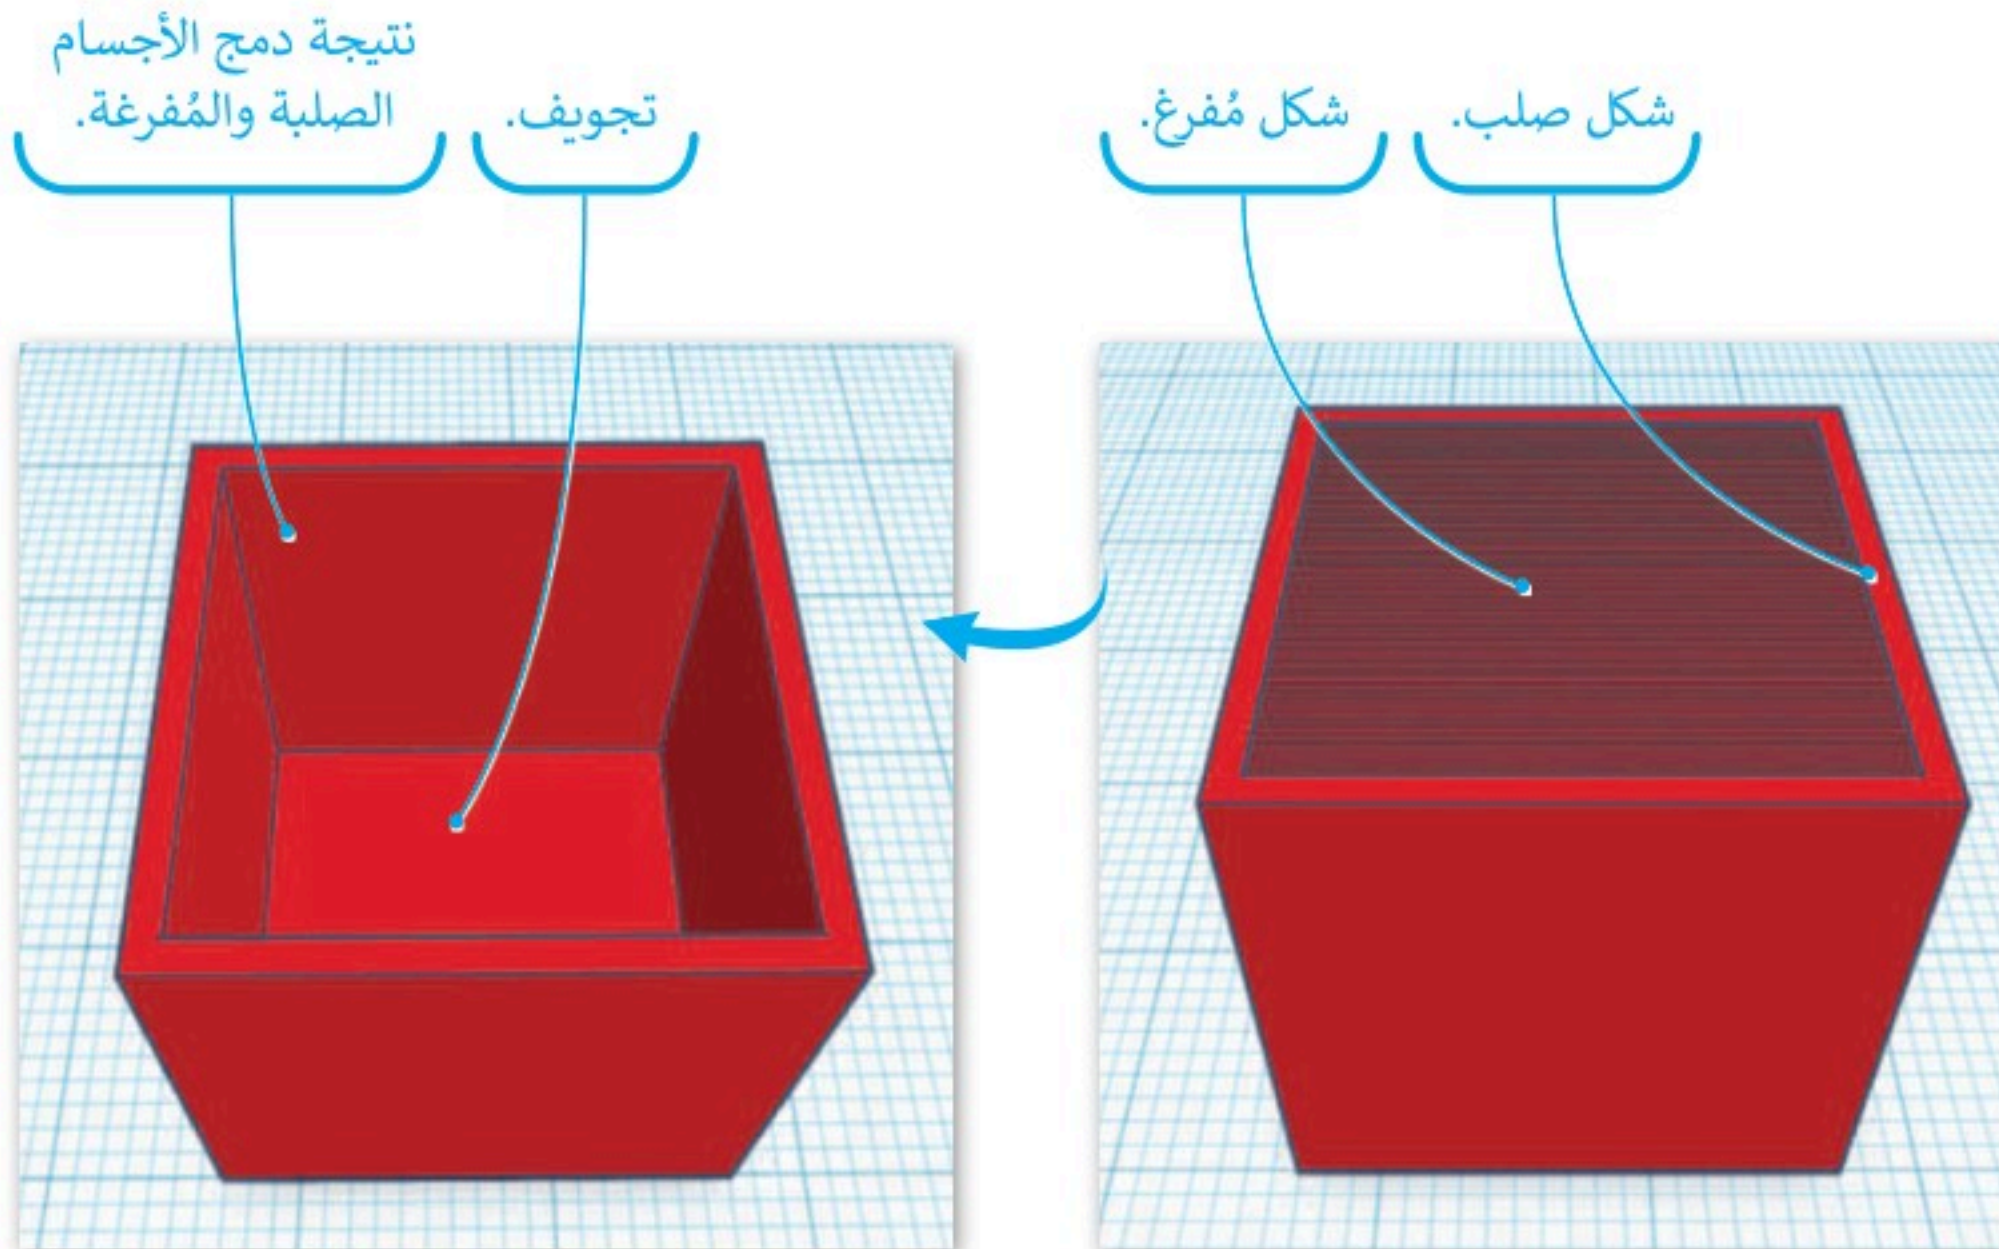 شكل صلب.
شكل مُفرغ.
تجويف.
نتيجة دمج الأجسام
الصلبة والمُفرغة.